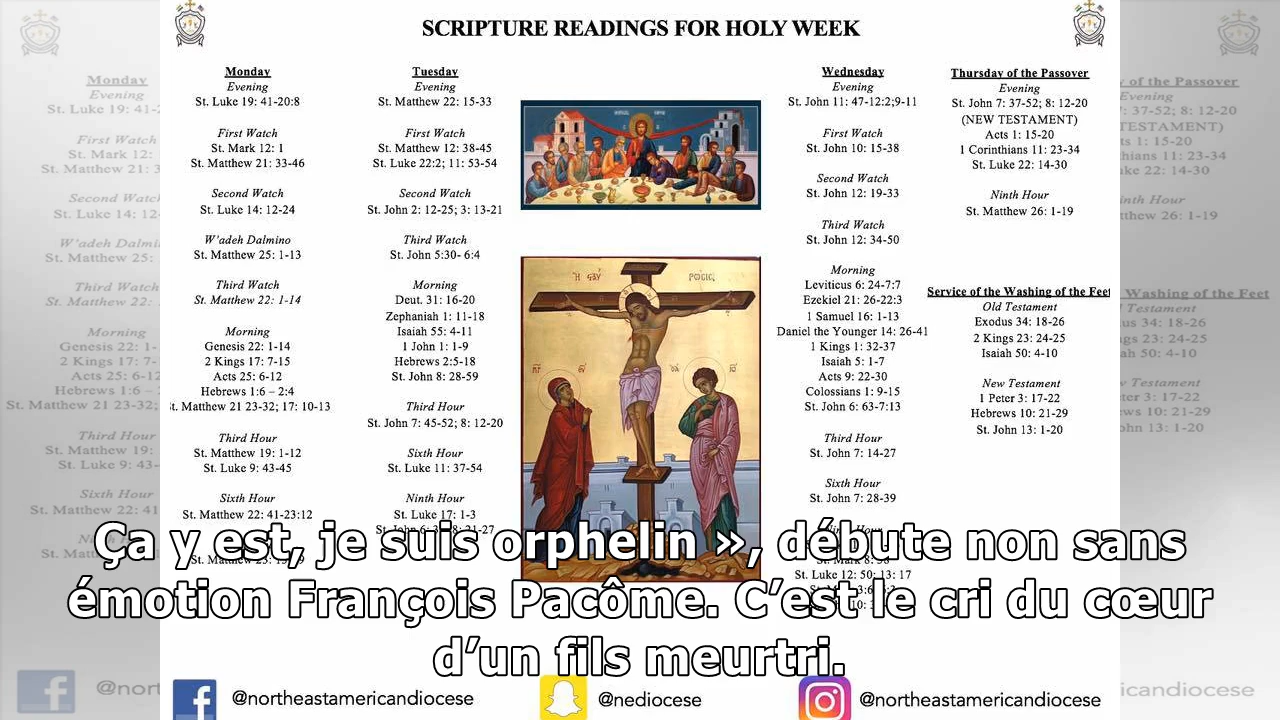 SCRIPTURE READINGS FOR HOLY WEEK
Monday
Evening
St. Luke 19: 41-20:8
First Watch
St. Mark 12: 1
St. Matthew 21: 33-46
Second Watch
St. Luke 14: 12-24
W'adeh Dalmino
St. Matthew 25: 1-13
Third Watch
St. Matthew 22: 1-14
Morning
Genesis 22: 1-14
2 Kings 17: 7-15
Acts 25: 6-12
Hebrews 1:6 – 2:4
t. Matthew 21 23-32; 17: 10-13
Third Hour
St. Matthew 19: 1-12
St. Luke 9: 43-45
Sixth Hour
St. Matthew 22: 41-23:12
Tuesday
Evening
St. Matthew 22: 15-33
First Watch
St. Matthew 12: 38-45
St. Luke 22:2; 11: 53-54
Second Watch
St. John 2: 12-25; 3: 13-21
Third Watch
St. John 5:30- 6:4
Morning
Deut. 31: 16-20
Zephaniah 1: 11-18
Isaiah 55: 4-11
1 John 1: 1-9
Hebrews 2:5-18
St. John 8: 28-59
Third Hour
St. John 7: 45-52; 8: 12-20
Sixth Hour
St. Luke 11: 37-54
Ninth Hour
St. Luke 17: 1-3
Wednesday
Evening
St. John 11: 47-12:2;9-11
First Watch
St. John 10: 15-38
Second Watch
St. John 12: 19-33
Third Watch
St. John 12: 34-50
Morning
Leviticus 6: 24-7:7
Ezekiel 21: 26-22:3
1 Samuel 16: 1-13
Daniel the Younger 14: 26-41
1 Kings 1: 32-37
Isaiah 5: 1-7
Acts 9: 22-30
Colossians 1: 9-15
St. John 6: 63-7:13
Third Hour
St. John 7: 14-27
Sixth Hour
St. John 7: 28-39
St. Luke 12: 50; 13: 17
Thursday of the Passover
Evening
St. John 7: 37-52; 8: 12-20
(NEW TESTAMENT)
Acts 1: 15-20
1 Corinthians 11: 23-34
St. Luke 22: 14-30
Ninth Hour
St. Matthew 26: 1-19
Service of the Washing of the Feet
Old Testament
Exodus 34: 18-26
2 Kings 23: 24-25
Isaiah 50: 4-10
New Testament
1 Peter 3: 17-22
Hebrews 10: 21-29
St. John 13: 1-20
Ça y est, je suis orphelin », débute non sans
émotion François Pacôme. C’est le cri du cœur
d’un fils meurtri.
@northeastamericandiocese
@nediocese
@northeastamericandiocese